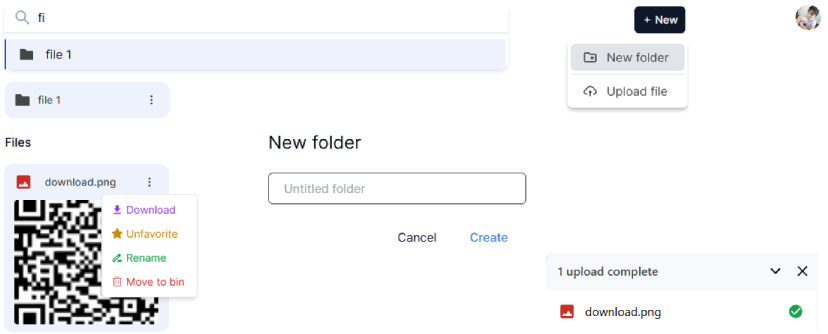 fi
+ New
file 1
New folder
Upload file
file 1
Files
New folder
download.png
Untitled folder
Download
Unfavorite
Rename
Move to bin
Cancel
Create
1 upload complete
download.png